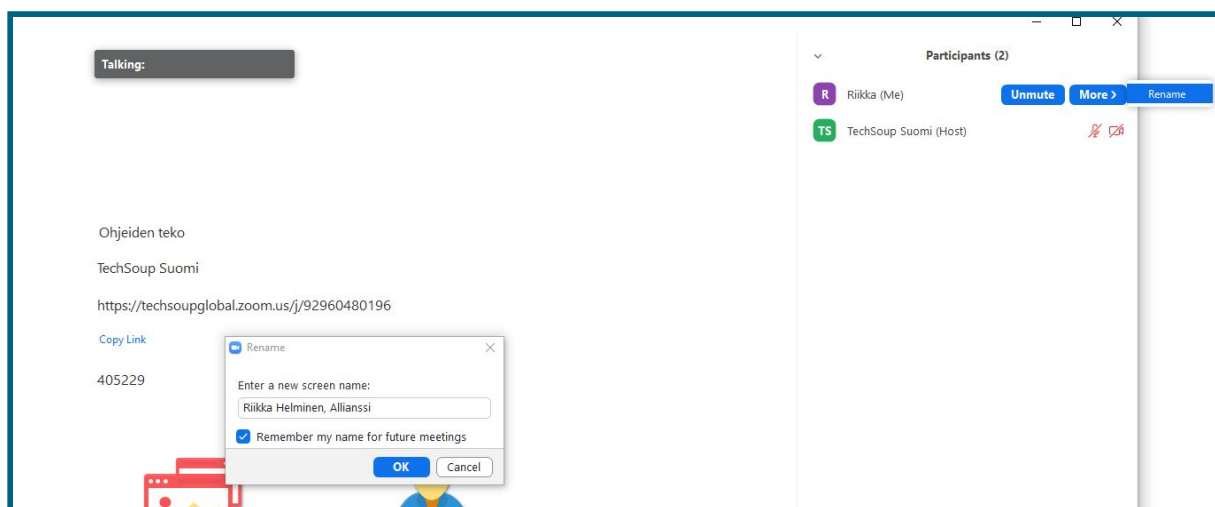 Talking:
Participants (2)
R Riikka (Me) Unmute More > Rename
TS TechSoup Suomi (Host)
Ohjeiden teko
TechSoup Suomi
https://techsoupglobal.zoom.us/j/92960480196
Copy Link
405229
Rename
Enter a new screen name:
Riikka Helminen, Allianssi
Remember my name for future meetings
OK Cancel